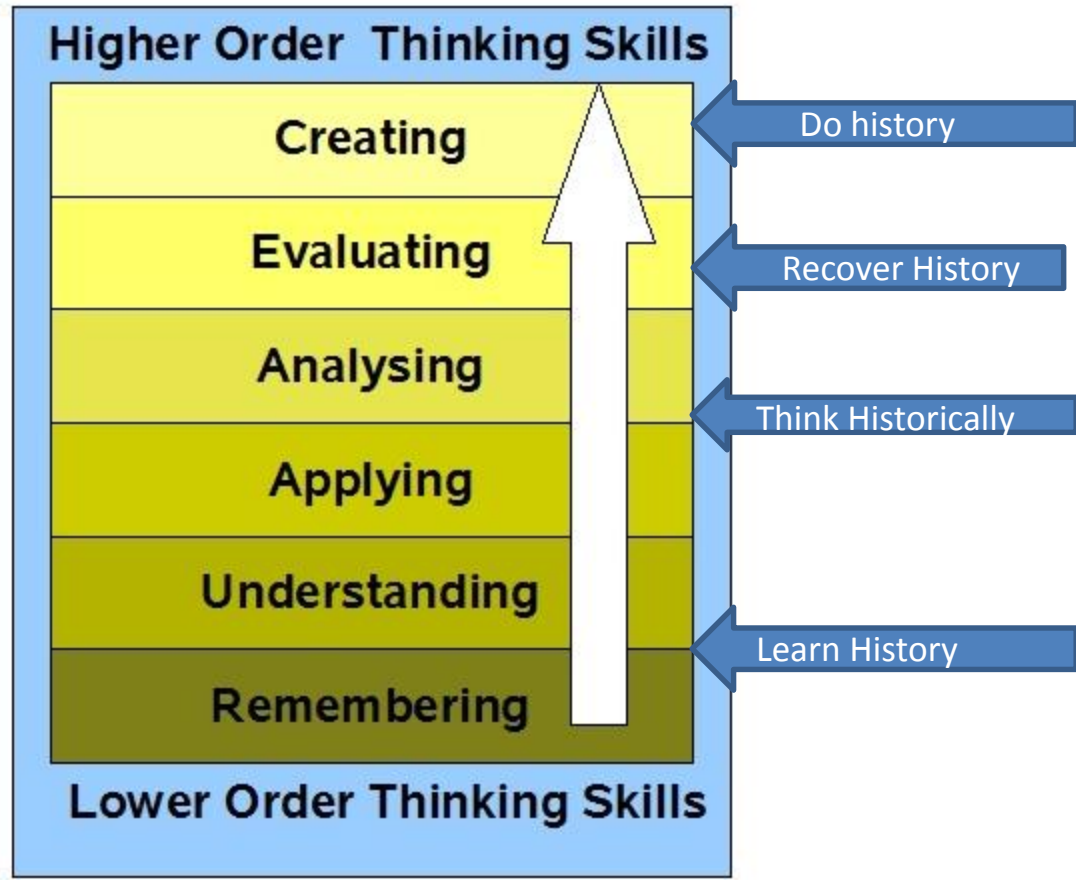 Higher Order Thinking Skills
Creating
Do history
Evaluating
Recover History
Analysing
Think Historically
Applying
Understanding
Learn History
Remembering
Lower Order Thinking Skills